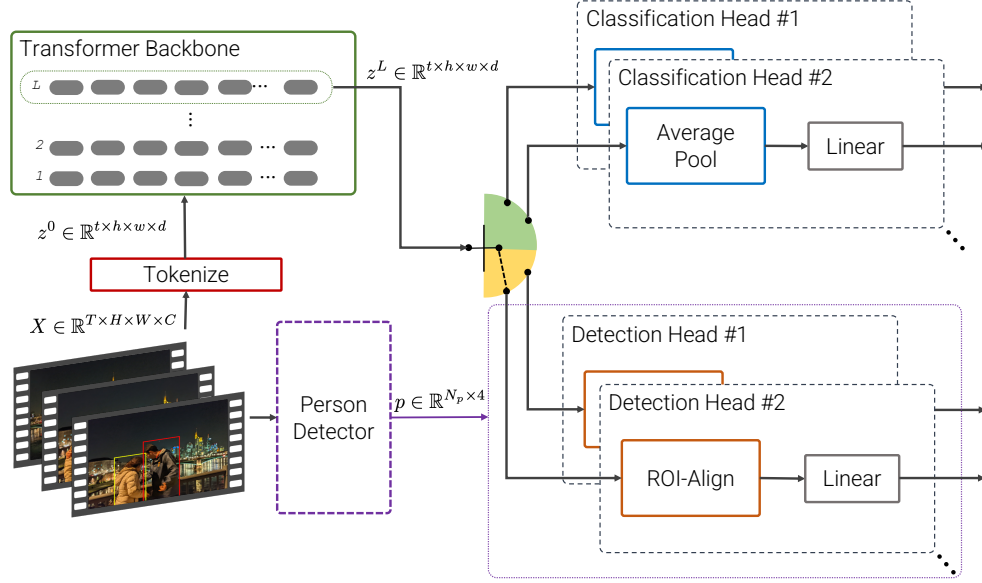 Transformer Backbone
L
2
1
z^0 ∈ ℝ^{t×h×w×d}
Tokenize
X ∈ ℝ^{T×H×W×C}
Person
Detector
p ∈ ℝ^{N_p×4}
z^L ∈ ℝ^{t×h×w×d}
Classification Head #1
Classification Head #2
Average
Pool
Linear
Detection Head #1
Detection Head #2
ROI-Align
Linear